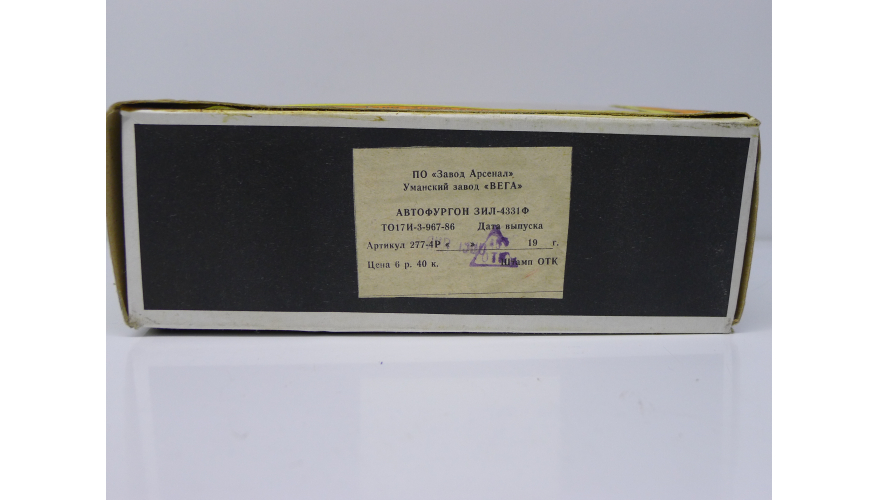 ПО «Завод Арсенал»
Уманский завод «ВЕГА»
АВТОФУРГОН ЗИЛ-4331Ф
ТО17И-3-967-86 Дата выпуска
Артикул 277-4Р « » 19 г.
Цена 6 р. 40 к. Штамп ОТК